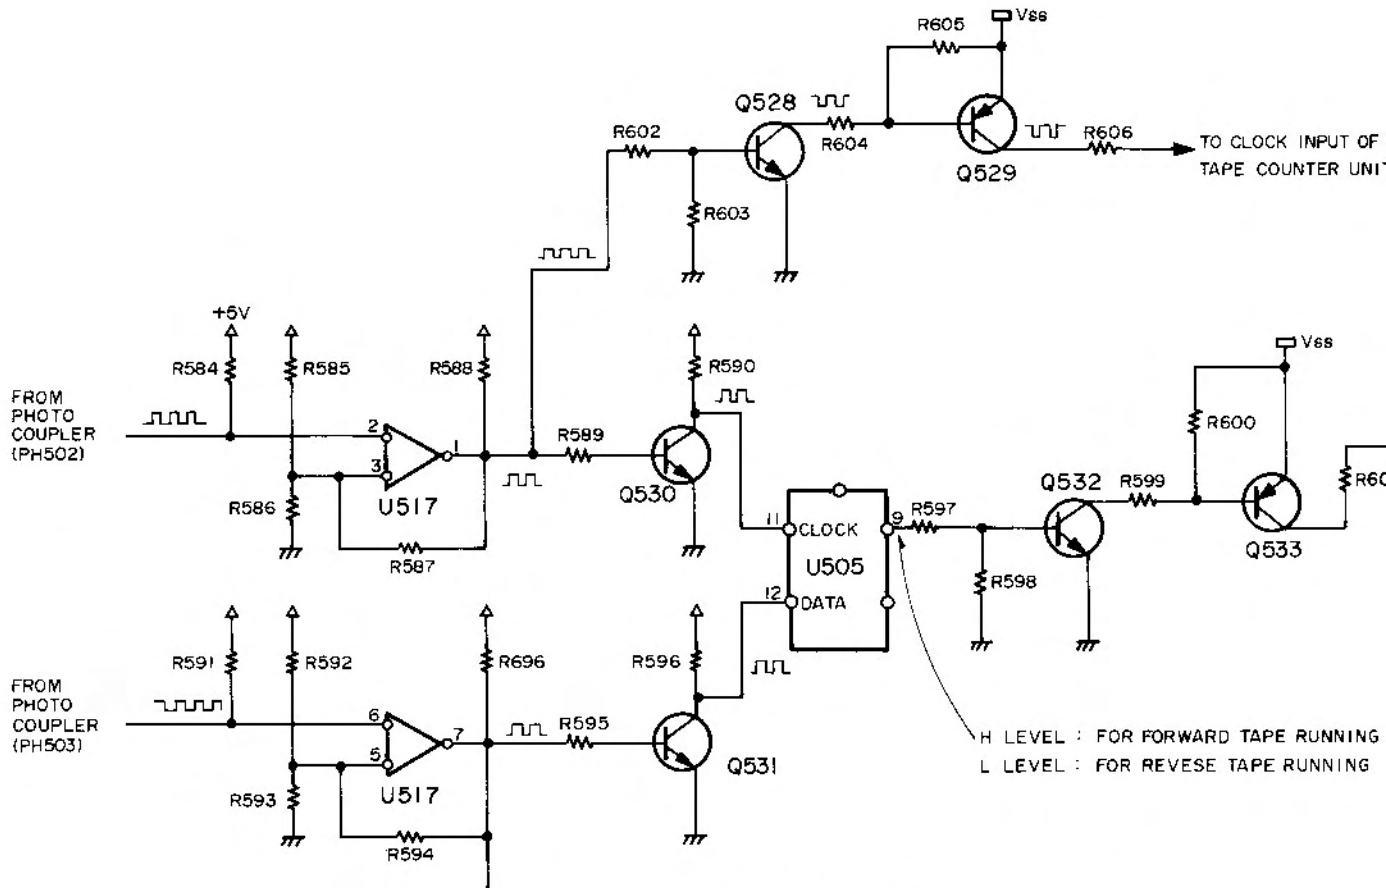 Vss
R605
Q528
R602
R604
R606
TO CLOCK INPUT OF
TAPE COUNTER UNIT
Q529
R603
+5V
Vss
R584
R585
R588
R590
FROM
PHOTO
COUPLER
(PH502)
2
1
R589
R600
3
R586
U517
Q530
Q532
R599
R60
11
CLOCK
9
R597
Q533
R587
U505
R598
12
DATA
R591
R592
R696
R596
FROM
PHOTO
COUPLER
(PH503)
6
7
R595
5
H LEVEL : FOR FORWARD TAPE RUNNING
L LEVEL : FOR REVESE TAPE RUNNING
Q531
R593
U517
R594